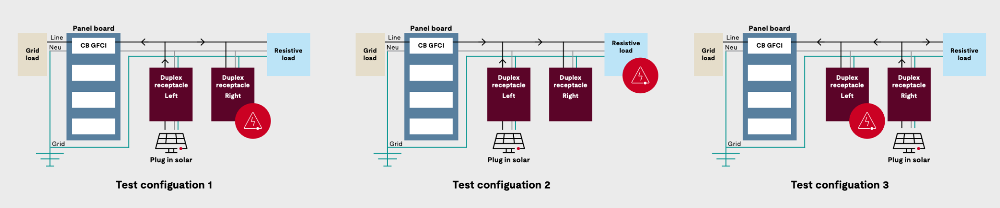 Panel board
Line
CB GFCI
Neu
Grid
load
Resistive
load
Duplex
receptacle
Left
Duplex
receptacle
Right
Grid
Plug in solar
Test configuation 1
Panel board
Line
CB GFCI
Neu
Grid
load
Resistive
load
Duplex
receptacle
Left
Duplex
receptacle
Right
Grid
Plug in solar
Test configuation 2
Panel board
Line
CB GFCI
Neu
Grid
load
Resistive
load
Duplex
receptacle
Left
Duplex
receptacle
Right
Grid
Plug in solar
Test configuation 3